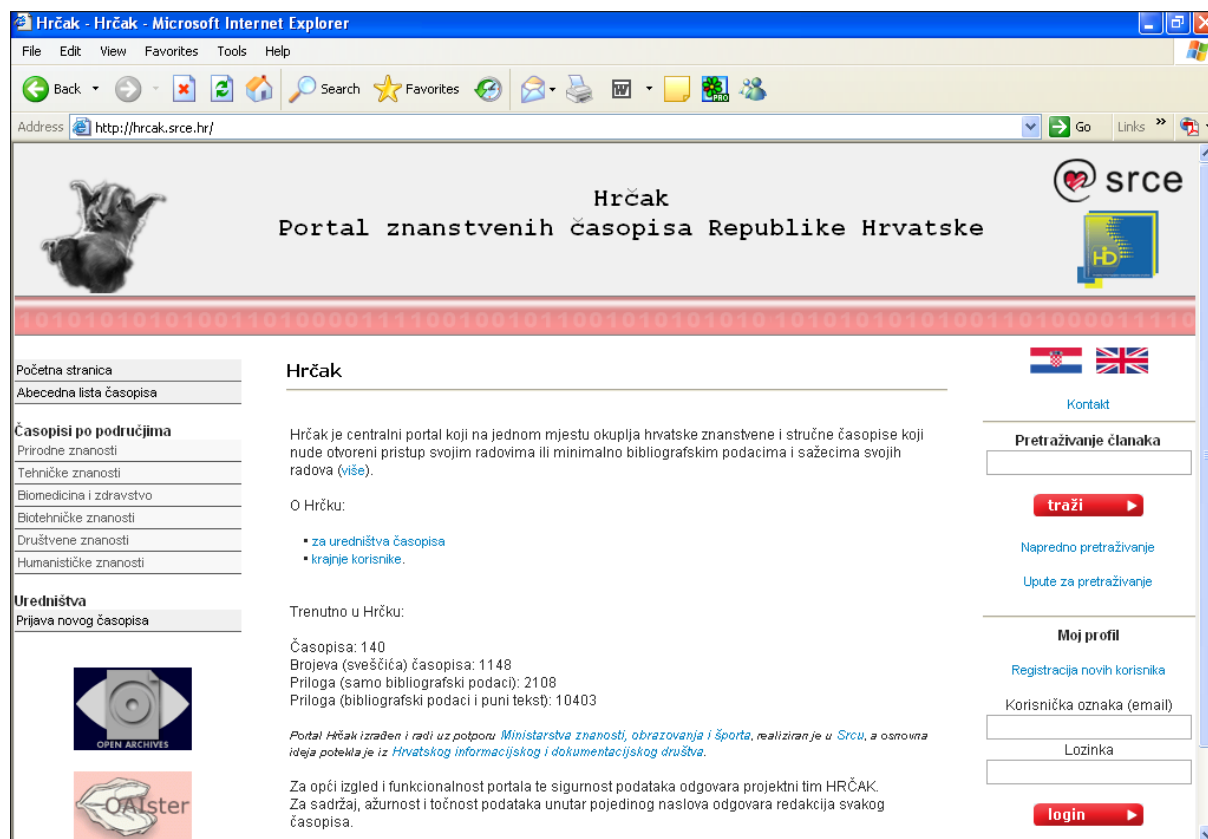 Hrčak - Hrčak - Microsoft Internet Explorer
File Edit View Favorites Tools Help
Back Search Favorites
PRO
Address http://hrcak.srce.hr/ Go Links »
Hrčak
Portal znanstvenih časopisa Republike Hrvatske
@ srce
HID
Početna stranica
Abecedna lista časopisa
Časopisi po područjima
Prirodne znanosti
Tehničke znanosti
Biomedicina i zdravstvo
Biotehničke znanosti
Društvene znanosti
Humanističke znanosti
Uredništva
Prijava novog časopisa
OPEN ARCHIVES
OAIster
Hrčak
Hrčak je centralni portal koji na jednom mjestu okuplja hrvatske znanstvene i stručne časopise koji
nude otvoreni pristup svojim radovima ili minimalno bibliografskim podacima i sažecima svojih
radova (više).
O Hrčku:
▪ za uredništva časopisa
▪ krajnje korisnike.
Trenutno u Hrčku:
Časopisa: 140
Brojeva (sveščića) časopisa: 1148
Priloga (samo bibliografski podaci): 2108
Priloga (bibliografski podaci i puni tekst): 10403
Portal Hrčak izrađen i radi uz potporu Ministarstva znanosti, obrazovanja i športa, realiziran je u Srcu, a osnovna
ideja potekla je iz Hrvatskog informacijskog i dokumentacijskog društva.
Za opći izgled i funkcionalnost portala te sigurnost podataka odgovara projektni tim HRČAK.
Za sadržaj, ažurnost i točnost podataka unutar pojedinog naslova odgovara redakcija svakog
časopisa.
Kontakt
Pretraživanje članaka
traži
Napredno pretraživanje
Upute za pretraživanje
Moj profil
Registracija novih korisnika
Korisnička oznaka (email)
Lozinka
login